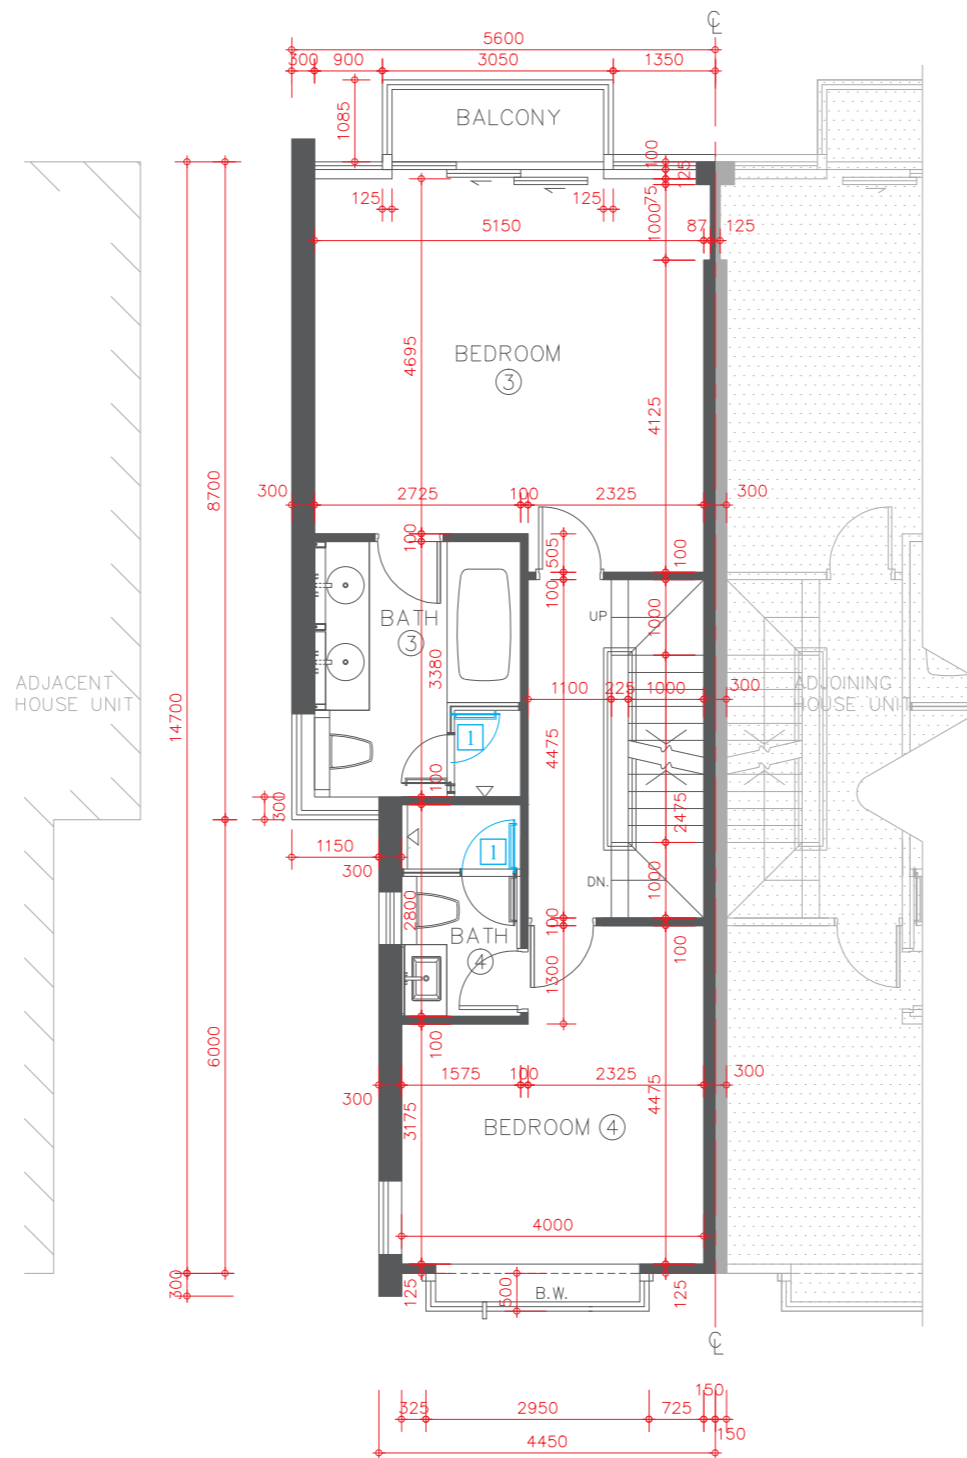 ℄
5600
300 900 3050 1350
BALCONY
1085
100
125
75
125 125
1000
5150 87 125
BEDROOM
3
4695
4125
8700
300 2725 100 2325 300
100 505 100
100
UP
1000
BATH
3
3380
ADJACENT
HOUSE UNIT
14700
1100 225 1000 300
ADJOINING
HOUSE UNIT
1
4475
100
2475
300
1150
300
1
DN.
1000
2800
100
BATH
4
100
1300
6000
100
1575 100 2325 300
300
3175
4475
BEDROOM 4
4000
300
125
500
B.W.
125
℄
150
325 2950 725
150
4450